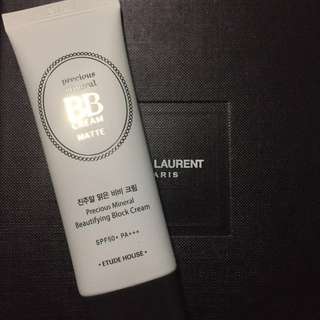 precious
mineral
BB
CREAM
MATTE
진주알 맑은 비비 크림
Precious Mineral
Beautifying Block Cream
SPF50+ PA+++
• ETUDE HOUSE •
LAURENT
PARIS